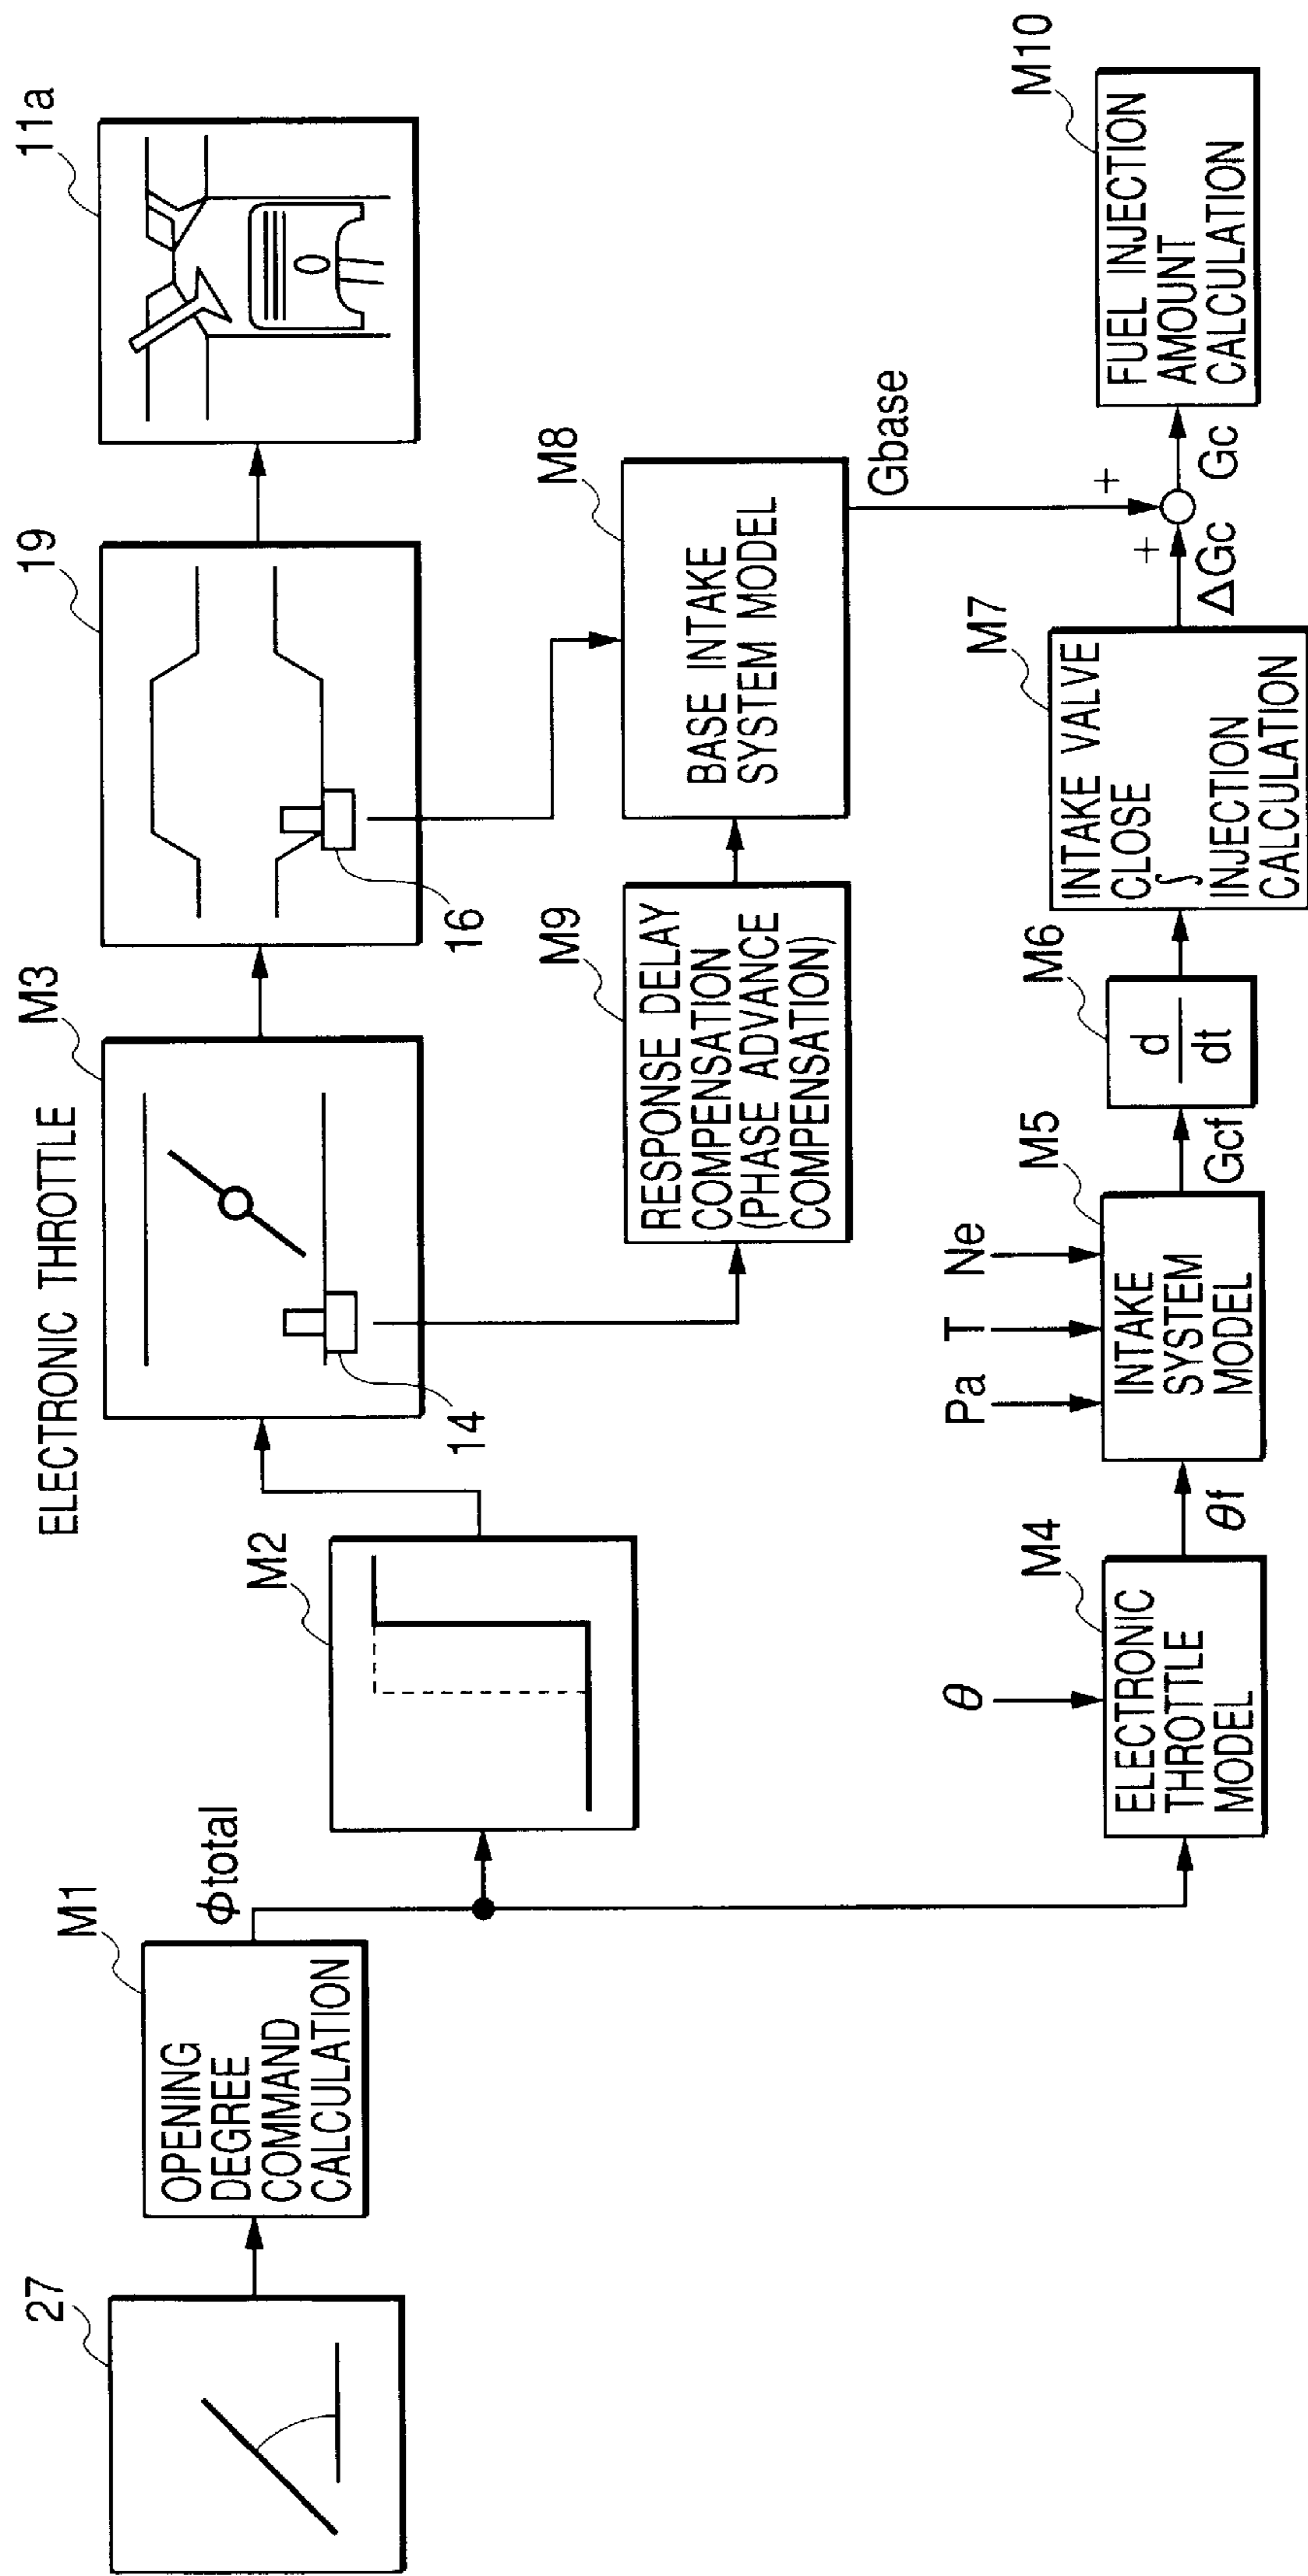 27
M1
OPENING
DEGREE
COMMAND
CALCULATION
ϕtotal
M2
ELECTRONIC THROTTLE
M3
14
19
16
11a
M9
RESPONSE DELAY
COMPENSATION
(PHASE ADVANCE
COMPENSATION)
M8
BASE INTAKE
SYSTEM MODEL
Gbase
θ
M4
ELECTRONIC
THROTTLE
MODEL
θf
Pa
T
Ne
M5
INTAKE
SYSTEM
MODEL
Gcf
M6
d
dt
M7
INTAKE VALVE
CLOSE
∫
INJECTION
CALCULATION
ΔGc
+
+
Gc
M10
FUEL INJECTION
AMOUNT
CALCULATION